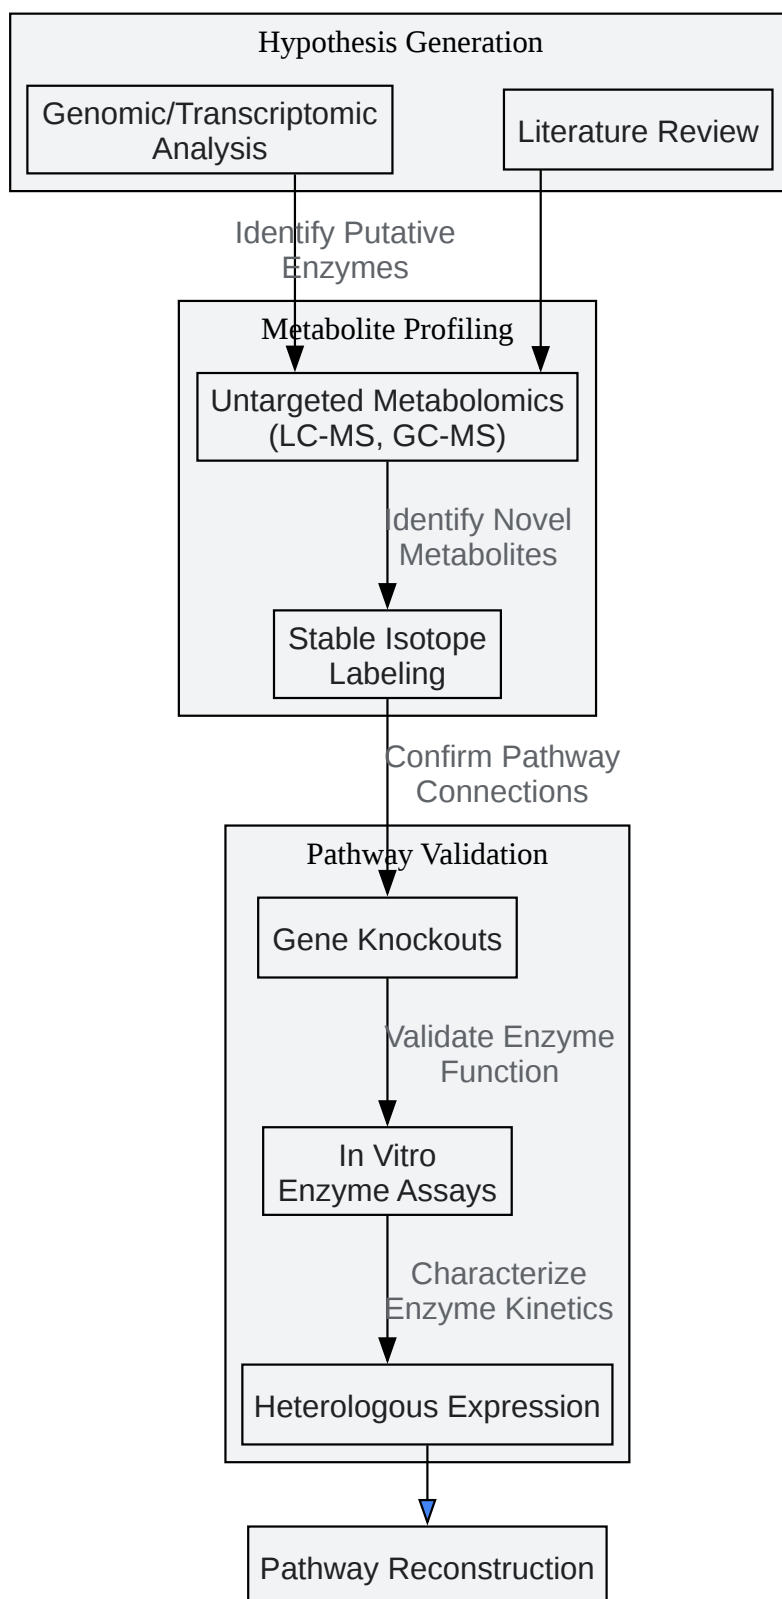 Hypothesis Generation
Genomic/Transcriptomic
Analysis
Literature Review
Identify Putative
Enzymes
Metabolite Profiling
Untargeted Metabolomics
(LC-MS, GC-MS)
Identify Novel
Metabolites
Stable Isotope
Labeling
Confirm Pathway
Connections
Pathway Validation
Gene Knockouts
Validate Enzyme
Function
In Vitro
Enzyme Assays
Characterize
Enzyme Kinetics
Heterologous Expression
Pathway Reconstruction